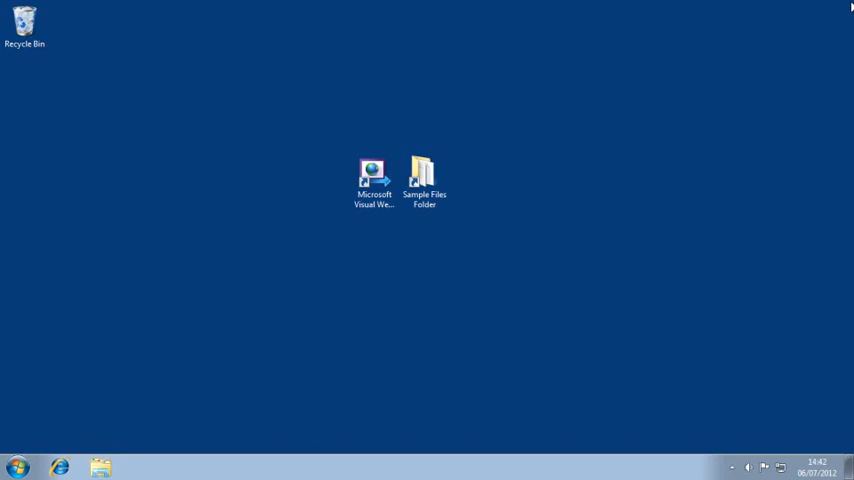 Recycle Bin
Microsoft
Visual We...
Sample Files
Folder
14:42
06/07/2012